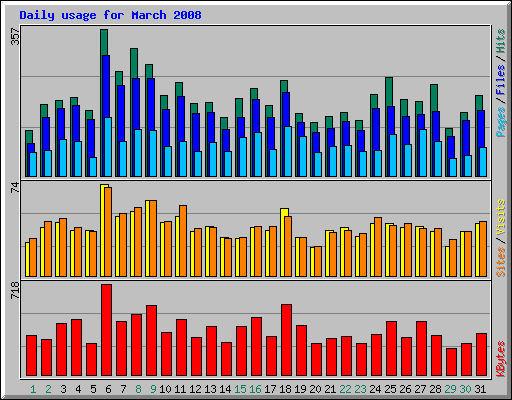 Daily usage for March 2008
357
Pages / Files / Hits
74
Sites / Visits
718
KBytes
1 2 3 4 5 6 7 8 9 10 11 12 13 14 15 16 17 18 19 20 21 22 23 24 25 26 27 28 29 30 31